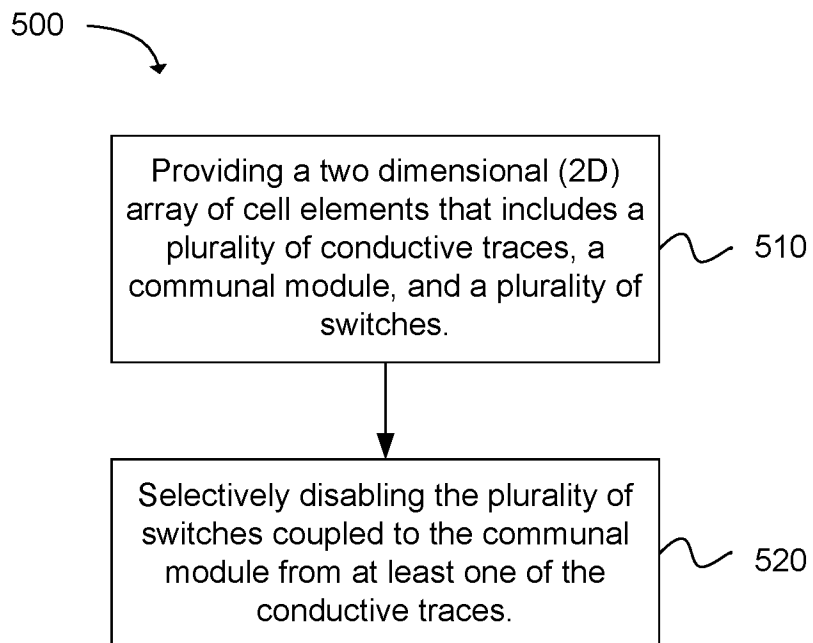 500
Providing a two dimensional (2D)
array of cell elements that includes a
plurality of conductive traces, a
communal module, and a plurality of
switches.
510
Selectively disabling the plurality of
switches coupled to the communal
module from at least one of the
conductive traces.
520